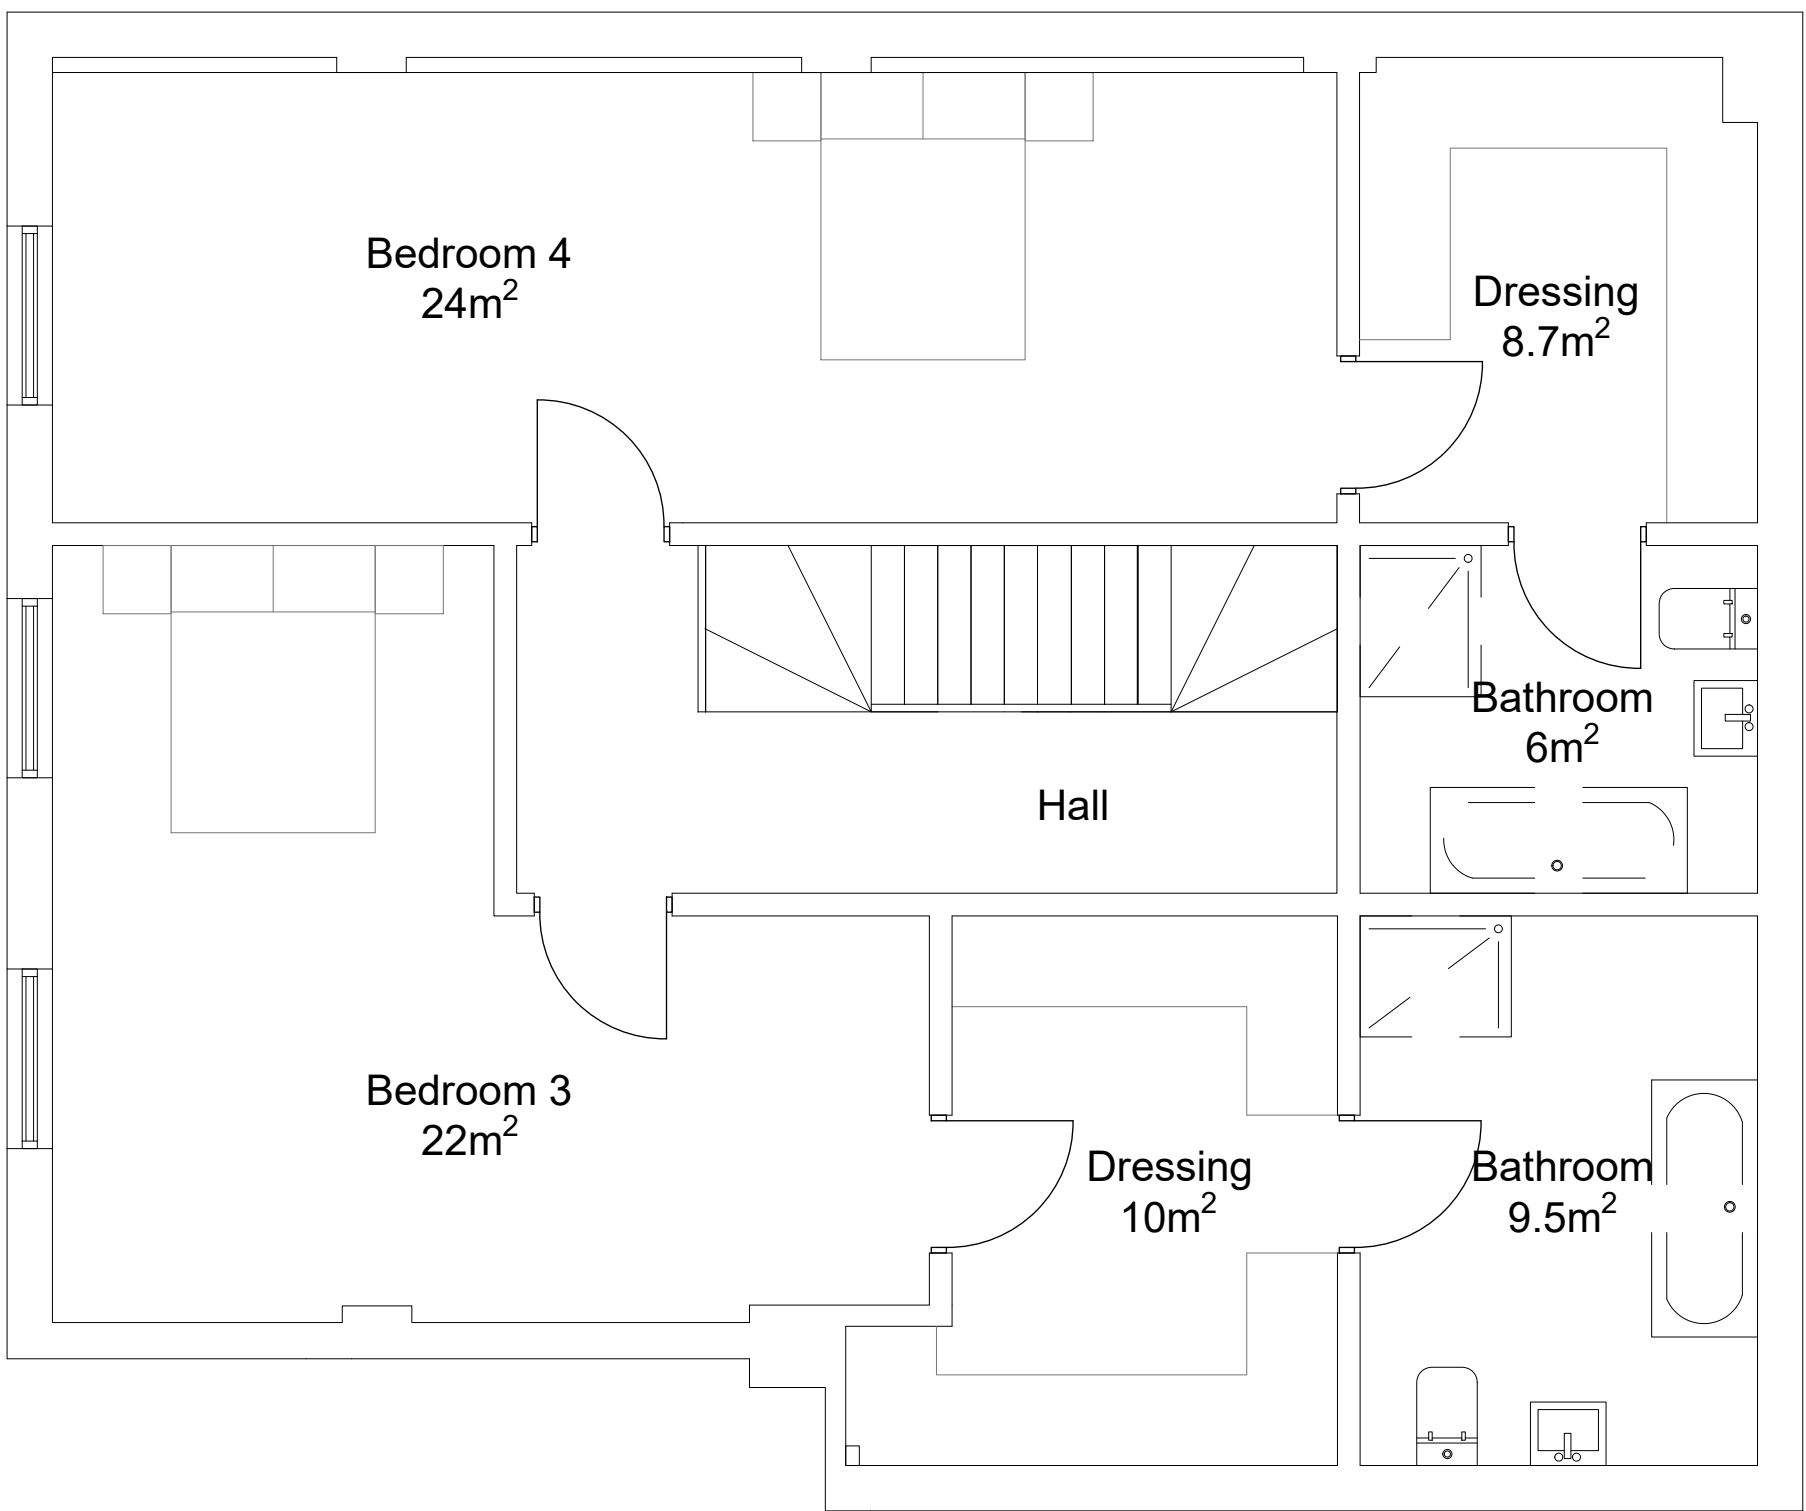 Bedroom 4
24m²
Dressing
8.7m²
Bathroom
6m²
Hall
Bedroom 3
22m²
Dressing
10m²
Bathroom
9.5m²